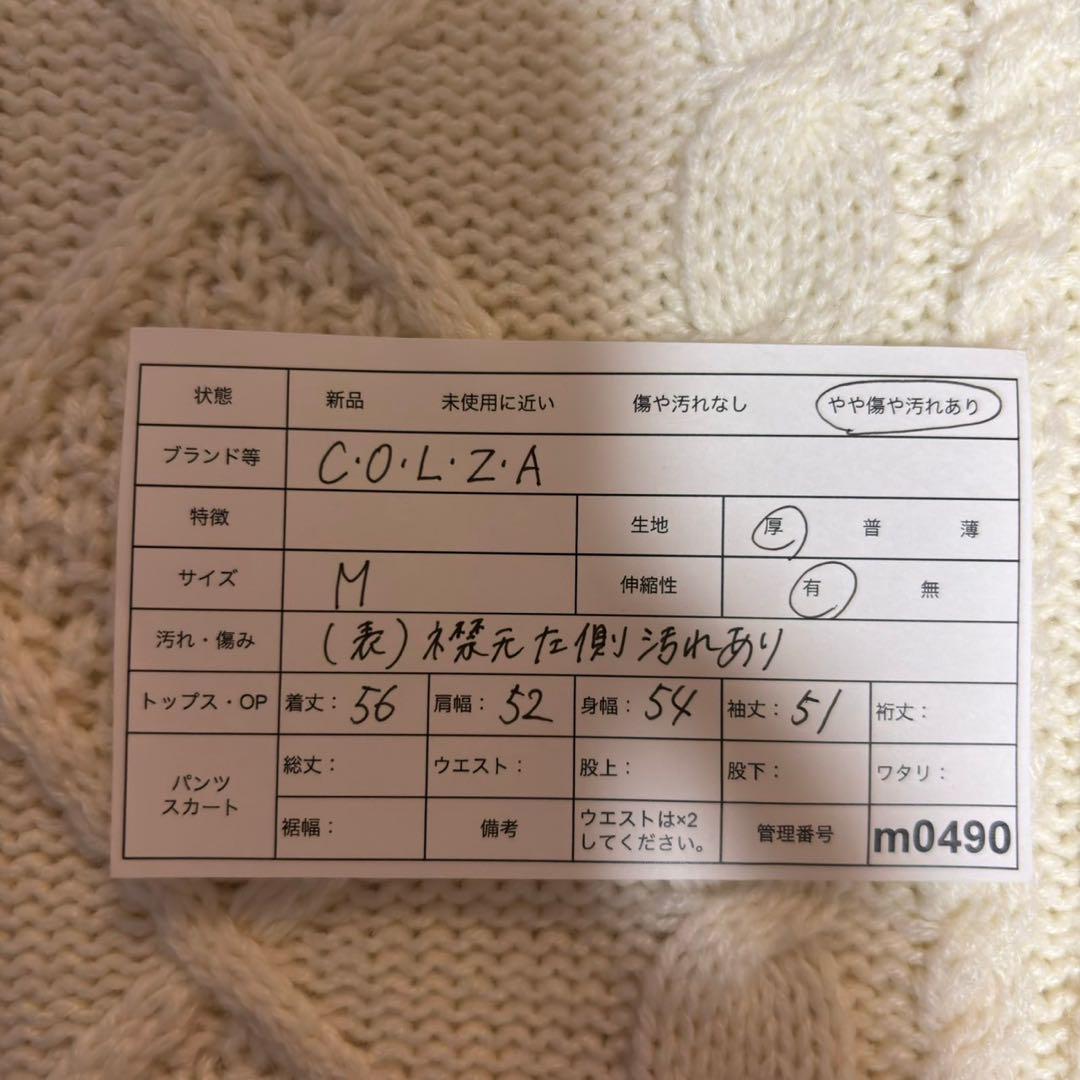 状態 新品 未使用に近い 傷や汚れなし やや傷や汚れあり
ブランド等 C・O・L・Z・A
特徴 生地 厚 普 薄
サイズ M 伸縮性 有 無
汚れ・傷み (表)襟元左側汚れあり
トップス・OP 着丈：56 肩幅：52 身幅：54 袖丈：51 裄丈：
パンツ
スカート
総丈： ウエスト： 股上： 股下： ワタリ：
裾幅： 備考 ウエストは×2
してください。 管理番号 m0490